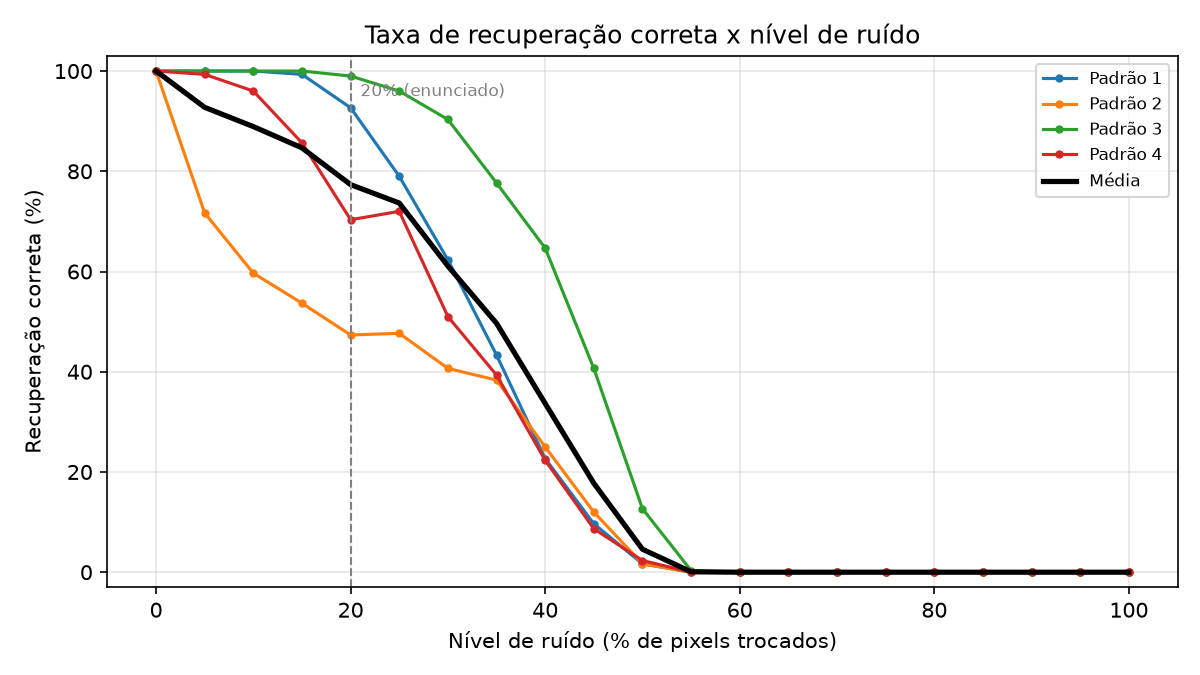 Taxa de recuperação correta x nível de ruído
Recuperação correta (%)
100
80
60
40
20
0
20% (enunciado)
Padrão 1
Padrão 2
Padrão 3
Padrão 4
Média
0 20 40 60 80 100
Nível de ruído (% de pixels trocados)